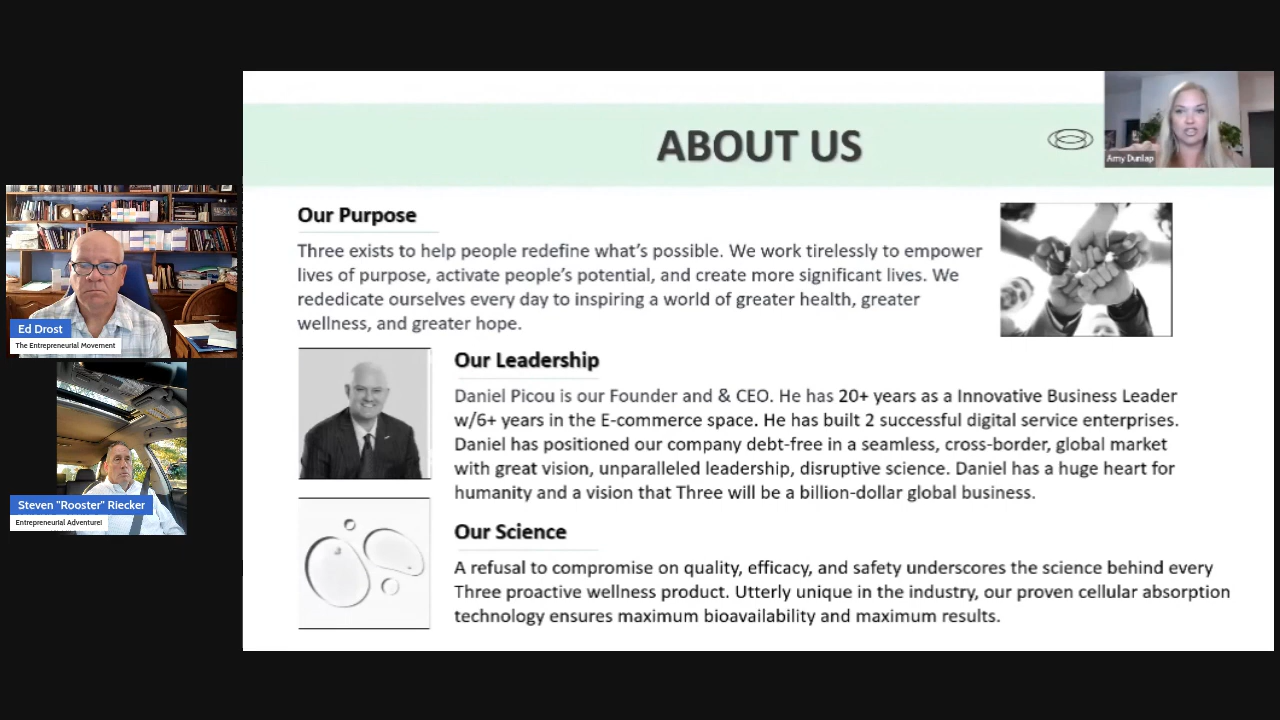 ABOUT US
Amy Dunlap
Our Purpose
Three exists to help people redefine what's possible. We work tirelessly to empower
lives of purpose, activate people's potential, and create more significant lives. We
rededicate ourselves every day to inspiring a world of greater health, greater
wellness, and greater hope.
Our Leadership
Daniel Picou is our Founder and & CEO. He has 20+ years as a Innovative Business Leader
w/6+ years in the E-commerce space. He has built 2 successful digital service enterprises.
Daniel has positioned our company debt-free in a seamless, cross-border, global market
with great vision, unparalleled leadership, disruptive science. Daniel has a huge heart for
humanity and a vision that Three will be a billion-dollar global business.
Our Science
A refusal to compromise on quality, efficacy, and safety underscores the science behind every
Three proactive wellness product. Utterly unique in the industry, our proven cellular absorption
technology ensures maximum bioavailability and maximum results.
Ed Drost
The Entrepreneurial Movement
Steven "Rooster" Riecker
Entrepreneurial Adventure!